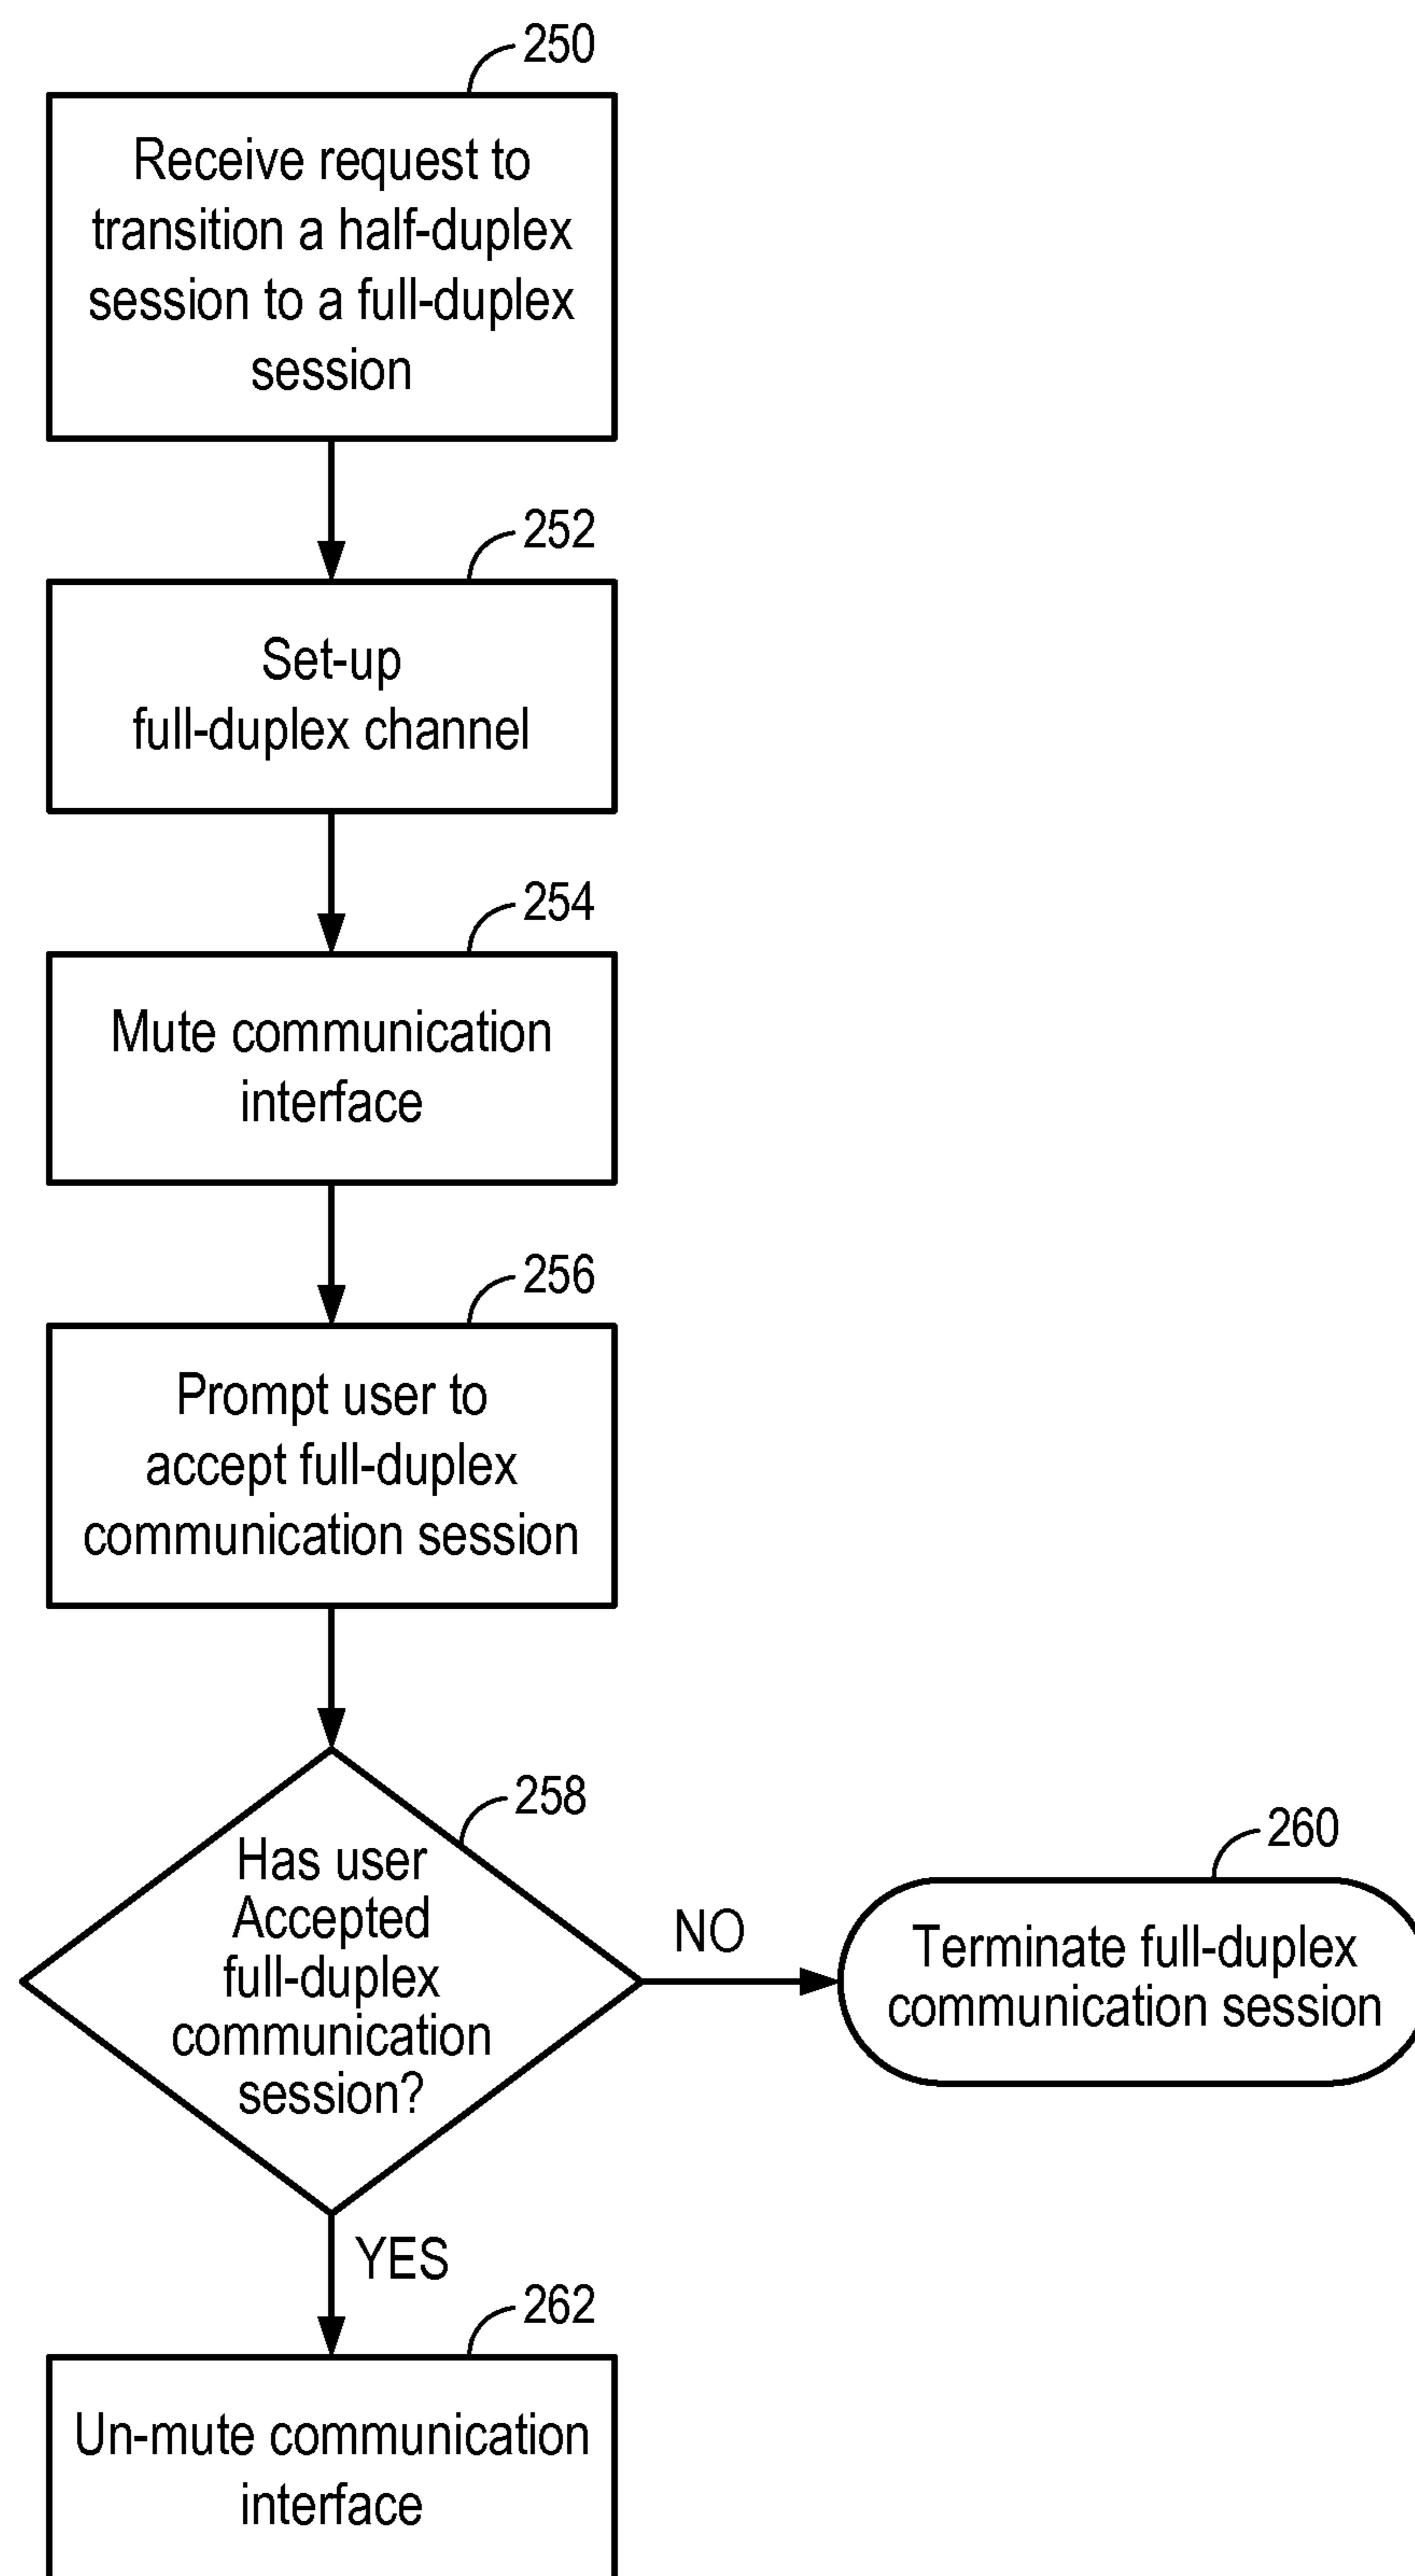 250
Receive request to
transition a half-duplex
session to a full-duplex
session
252
Set-up
full-duplex channel
254
Mute communication
interface
256
Prompt user to
accept full-duplex
communication session
258
Has user
Accepted
full-duplex
communication
session?
NO
260
Terminate full-duplex
communication session
YES
262
Un-mute communication
interface